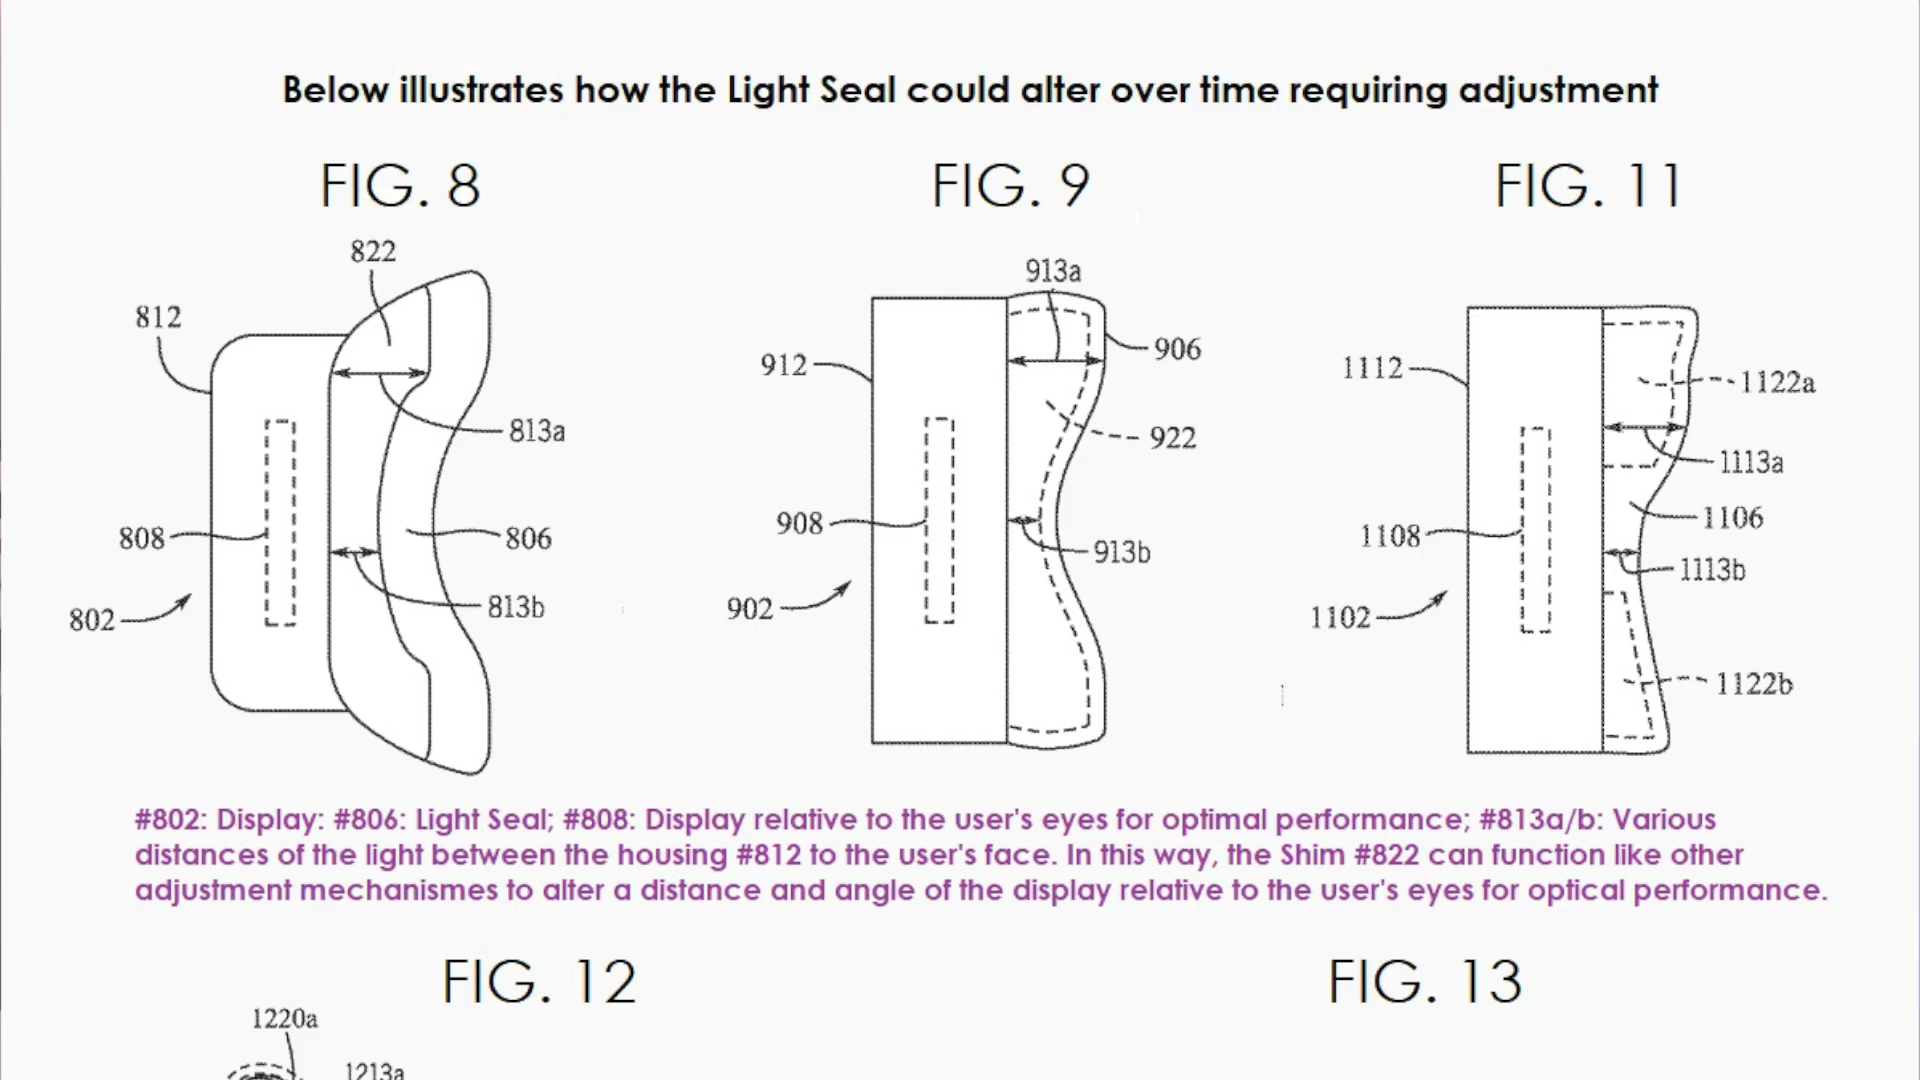 Below illustrates how the Light Seal could alter over time requiring adjustment
FIG. 8
822
812
813a
808
806
802
813b
FIG. 9
913a
906
912
922
908
913b
902
FIG. 11
1112
1122a
1113a
1106
1108
1113b
1102
1122b
#802: Display: #806: Light Seal; #808: Display relative to the user's eyes for optimal performance; #813a/b: Various
distances of the light between the housing #812 to the user's face. In this way, the Shim #822 can function like other
adjustment mechanismes to alter a distance and angle of the display relative to the user's eyes for optical performance.
FIG. 12
1220a
1213a
FIG. 13